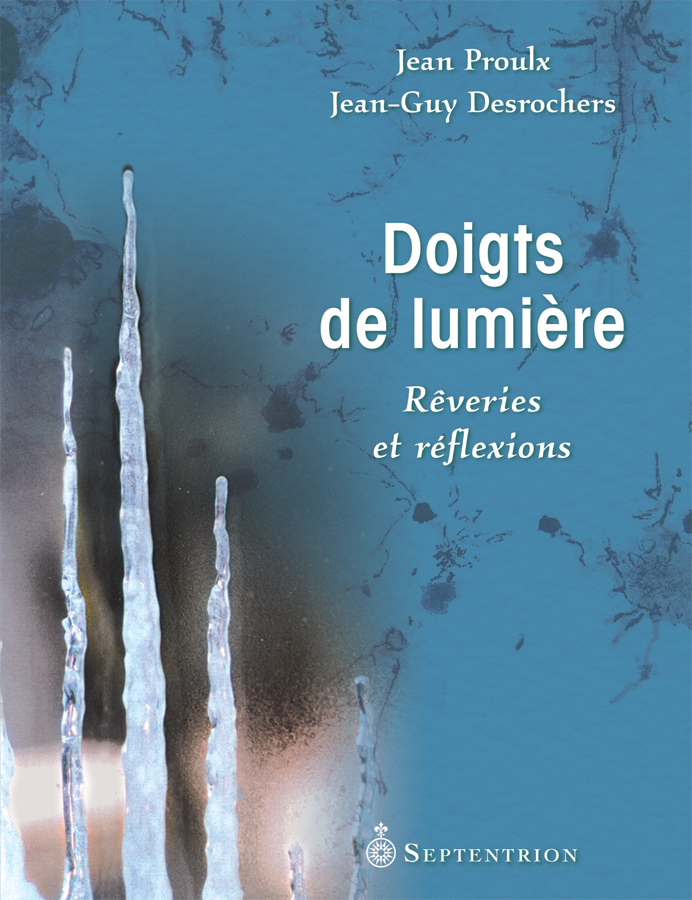 Jean Proulx
Jean-Guy Desrochers
Doigts
de lumière
Rêveries
et réflexions
SEPTENTRION